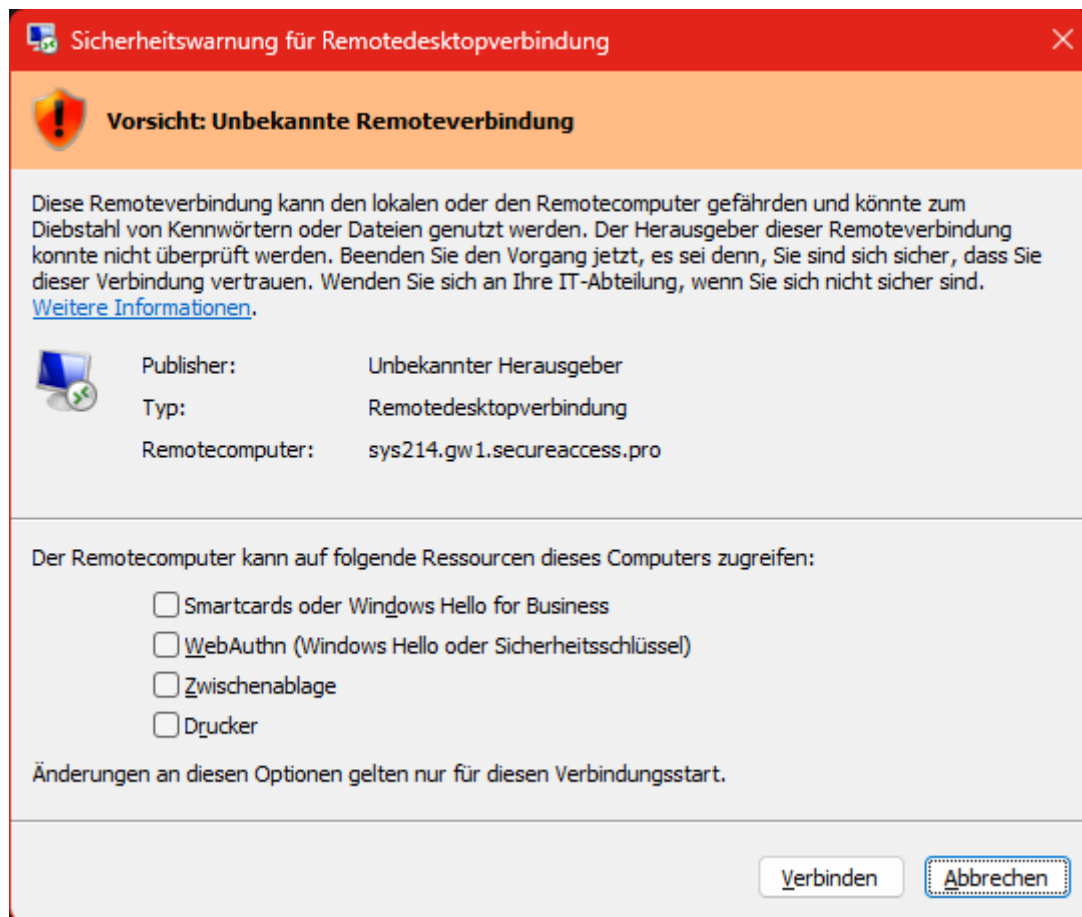 Sicherheitswarnung für Remotedesktopverbindung
Vorsicht: Unbekannte Remoteverbindung
Diese Remoteverbindung kann den lokalen oder den Remotecomputer gefährden und könnte zum
Diebstahl von Kennwörtern oder Dateien genutzt werden. Der Herausgeber dieser Remoteverbindung
konnte nicht überprüft werden. Beenden Sie den Vorgang jetzt, es sei denn, Sie sind sich sicher, dass Sie
dieser Verbindung vertrauen. Wenden Sie sich an Ihre IT-Abteilung, wenn Sie sich nicht sicher sind.
Weitere Informationen.
Publisher: Unbekannter Herausgeber
Typ: Remotedesktopverbindung
Remotecomputer: sys214.gw1.secureaccess.pro
Der Remotecomputer kann auf folgende Ressourcen dieses Computers zugreifen:
Smartcards oder Windows Hello for Business
WebAuthn (Windows Hello oder Sicherheitsschlüssel)
Zwischenablage
Drucker
Änderungen an diesen Optionen gelten nur für diesen Verbindungsstart.
Verbinden Abbrechen